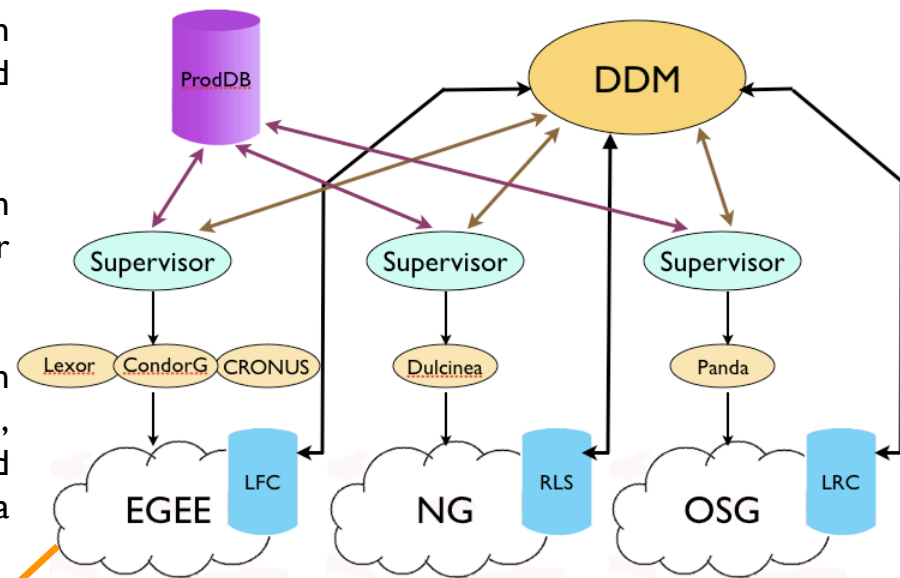 ProdDB
DDM
Supervisor
Supervisor
Supervisor
Lexor
CondorG
CRONUS
Dulcinea
Panda
EGEE
LFC
NG
RLS
OSG
LRC